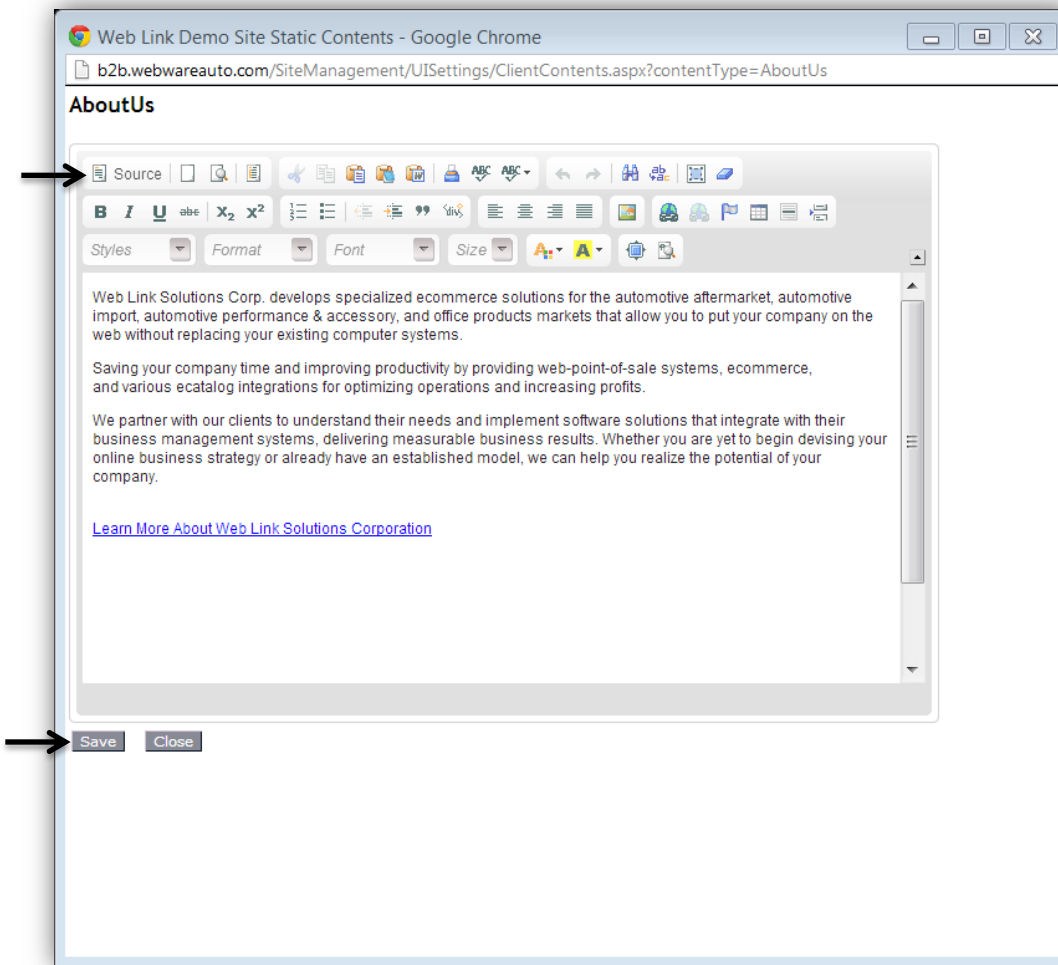 Web Link Demo Site Static Contents - Google Chrome
b2b.webwareauto.com/SiteManagement/UISettings/ClientContents.aspx?contentType=AboutUs
AboutUs
Source ABC ABC
B I U abc X2 X²
Styles Format Font Size A A
Web Link Solutions Corp. develops specialized ecommerce solutions for the automotive aftermarket, automotive
import, automotive performance & accessory, and office products markets that allow you to put your company on the
web without replacing your existing computer systems.
Saving your company time and improving productivity by providing web-point-of-sale systems, ecommerce,
and various ecatalog integrations for optimizing operations and increasing profits.
We partner with our clients to understand their needs and implement software solutions that integrate with their
business management systems, delivering measurable business results. Whether you are yet to begin devising your
online business strategy or already have an established model, we can help you realize the potential of your
company.
Learn More About Web Link Solutions Corporation
Save Close